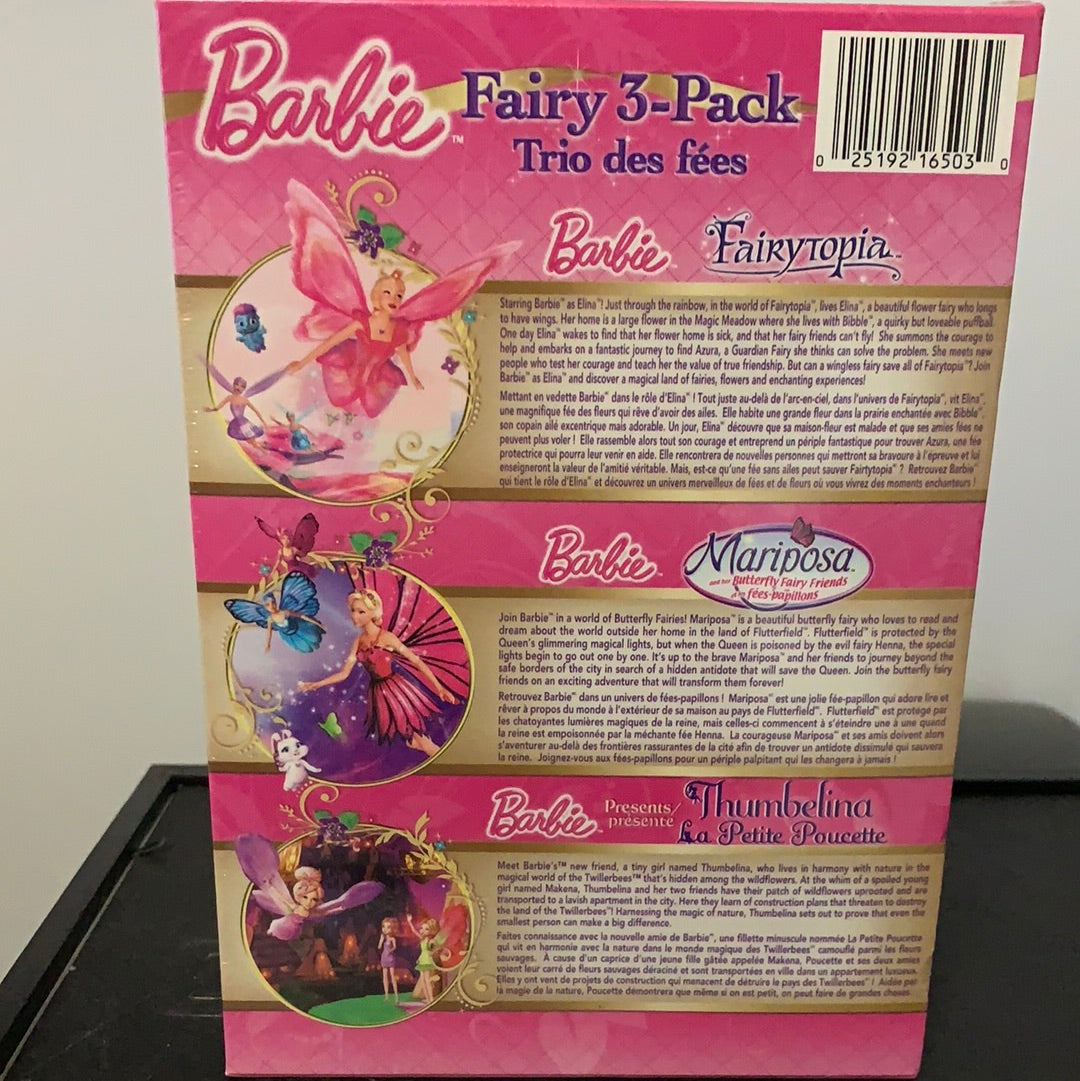 Barbie™ Fairy 3-Pack
Trio des fées
0 25192 16503 0
Barbie™ Fairytopia™
Starring Barbie™ as Elina™! Just through the rainbow, in the world of Fairytopia™, lives Elina™, a beautiful flower fairy who longs
to have wings. Her home is a large flower in the Magic Meadow where she lives with Bibble™, a quirky but loveable puffball.
One day Elina™ wakes to find that her flower home is sick, and that her fairy friends can't fly! She summons the courage to
help and embarks on a fantastic journey to find Azura, a Guardian Fairy she thinks can solve the problem. She meets new
people who test her courage and teach her the value of true friendship. But can a wingless fairy save all of Fairytopia™? Join
Barbie™ as Elina™ and discover a magical land of fairies, flowers and enchanting experiences!
Mettant en vedette Barbie™ dans le rôle d'Elina™ ! Tout juste au-delà de l'arc-en-ciel, dans l'univers de Fairytopia™, vit Elina™,
une magnifique fée des fleurs qui rêve d'avoir des ailes. Elle habite une grande fleur dans la prairie enchantée avec Bibble™,
son copain ailé excentrique mais adorable. Un jour, Elina™ découvre que sa maison-fleur est malade et que ses amies fées ne
peuvent plus voler ! Elle rassemble alors tout son courage et entreprend un périple fantastique pour trouver Azura, une fée
protectrice qui pourra leur venir en aide. Elle rencontrera de nouvelles personnes qui mettront sa bravoure à l'épreuve et lui
enseigneront la valeur de l'amitié véritable. Mais, est-ce qu'une fée sans ailes peut sauver Fairtytopia™ ? Retrouvez Barbie™
qui tient le rôle d'Elina™ et découvrez un univers merveilleux de fées et de fleurs où vous vivrez des moments enchanteurs !
Barbie™ Mariposa™
and her Butterfly Fairy Friends
et les fées-papillons
Join Barbie™ in a world of Butterfly Fairies! Mariposa™ is a beautiful butterfly fairy who loves to read and
dream about the world outside her home in the land of Flutterfield™. Flutterfield™ is protected by the
Queen's glimmering magical lights, but when the Queen is poisoned by the evil fairy Henna, the special
lights begin to go out one by one. It's up to the brave Mariposa™ and her friends to journey beyond the
safe borders of the city in search of a hidden antidote that will save the Queen. Join the butterfly fairy
friends on an exciting adventure that will transform them forever!
Retrouvez Barbie™ dans un univers de fées-papillons ! Mariposa™ est une jolie fée-papillon qui adore lire et
rêver à propos du monde à l'extérieur de sa maison au pays de Flutterfield™. Flutterfield™ est protégé par
les chatoyantes lumières magiques de la reine, mais celles-ci commencent à s'éteindre une à une quand
la reine est empoisonnée par la méchante fée Henna. La courageuse Mariposa™ et ses amis doivent alors
s'aventurer au-delà des frontières rassurantes de la cité afin de trouver un antidote dissimulé qui sauvera
la reine. Joignez-vous aux fées-papillons pour un périple palpitant qui les changera à jamais !
Barbie™ Presents/ Thumbelina
présente La Petite Poucette
Meet Barbie's™ new friend, a tiny girl named Thumbelina, who lives in harmony with nature in the
magical world of the Twillerbees™ that's hidden among the wildflowers. At the whim of a spoiled young
girl named Makena, Thumbelina and her two friends have their patch of wildflowers uprooted and are
transported to a lavish apartment in the city. Here they learn of construction plans that threaten to destroy
the land of the Twillerbees™! Harnessing the magic of nature, Thumbelina sets out to prove that even the
smallest person can make a big difference.
Faites connaissance avec la nouvelle amie de Barbie™, une fillette minuscule nommée La Petite Poucette
qui vit en harmonie avec la nature dans le monde magique des Twillerbees™ camouflé parmi les fleurs
sauvages. À cause d'un caprice d'une jeune fille gâtée appelée Makena, Poucette et ses deux amies
voient leur carré de fleurs sauvages déraciné et sont transportées en ville dans un appartement luxueux.
Elles y ont vent de projets de construction qui menacent de détruire le pays des Twillerbees™ ! Aidée par
la magie de la nature, Poucette démontrera que même si on est petit, on peut faire de grandes choses.